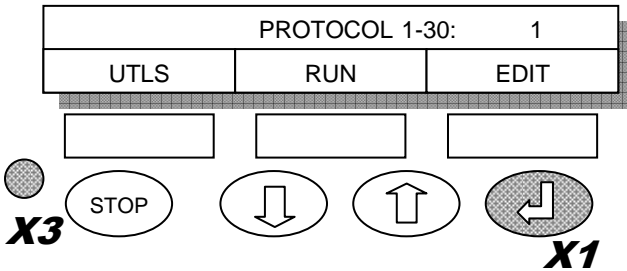 PROTOCOL 1-30: 1
UTLS RUN EDIT
STOP
X3
X1